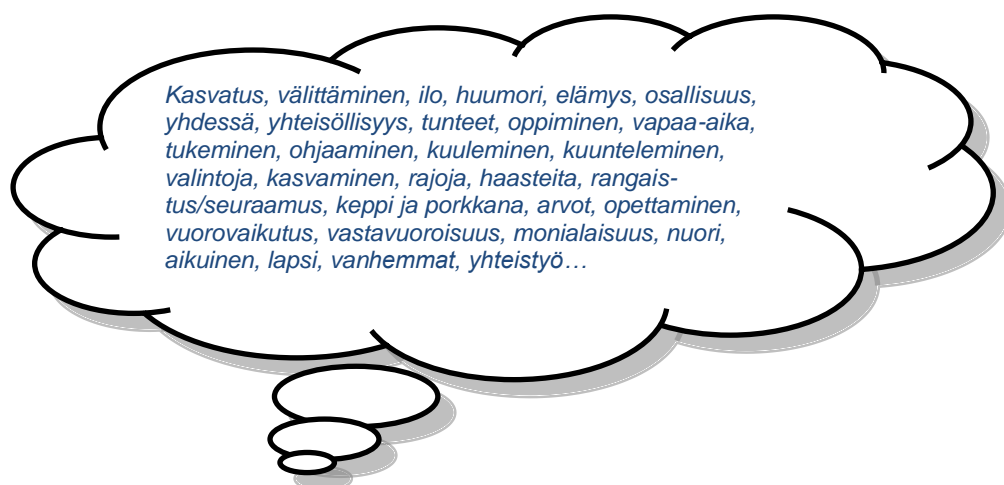 Kasvatus, välittäminen, ilo, huumori, elämys, osallisuus,
yhdessä, yhteisöllisyys, tunteet, oppiminen, vapaa-aika,
tukeminen, ohjaaminen, kuuleminen, kuunteleminen,
valintoja, kasvaminen, rajoja, haasteita, rangais-
tus/seuraamus, keppi ja porkkana, arvot, opettaminen,
vuorovaikutus, vastavuoroisuus, monialaisuus, nuori,
aikuinen, lapsi, vanhemmat, yhteistyö…